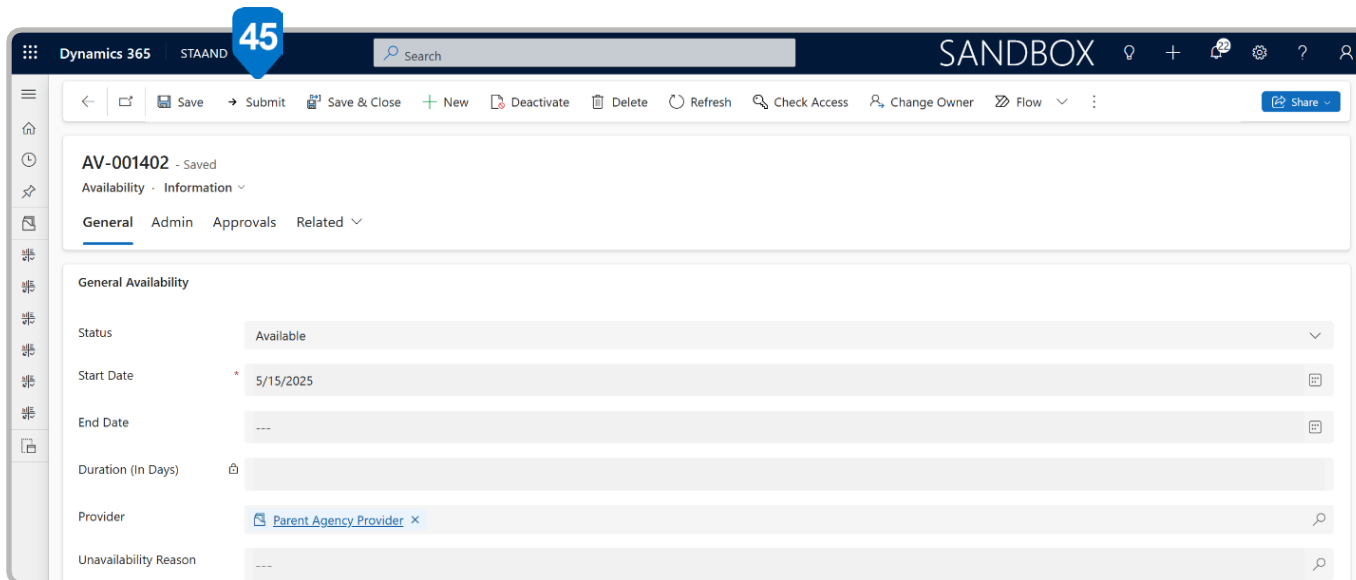 45
Dynamics 365 STAAND Search SANDBOX 22
Save Submit Save & Close New Deactivate Delete Refresh Check Access Change Owner Flow Share
AV-001402 - Saved
Availability · Information
General Admin Approvals Related
General Availability
Status Available
Start Date * 5/15/2025
End Date ---
Duration (In Days)
Provider Parent Agency Provider
Unavailability Reason ---